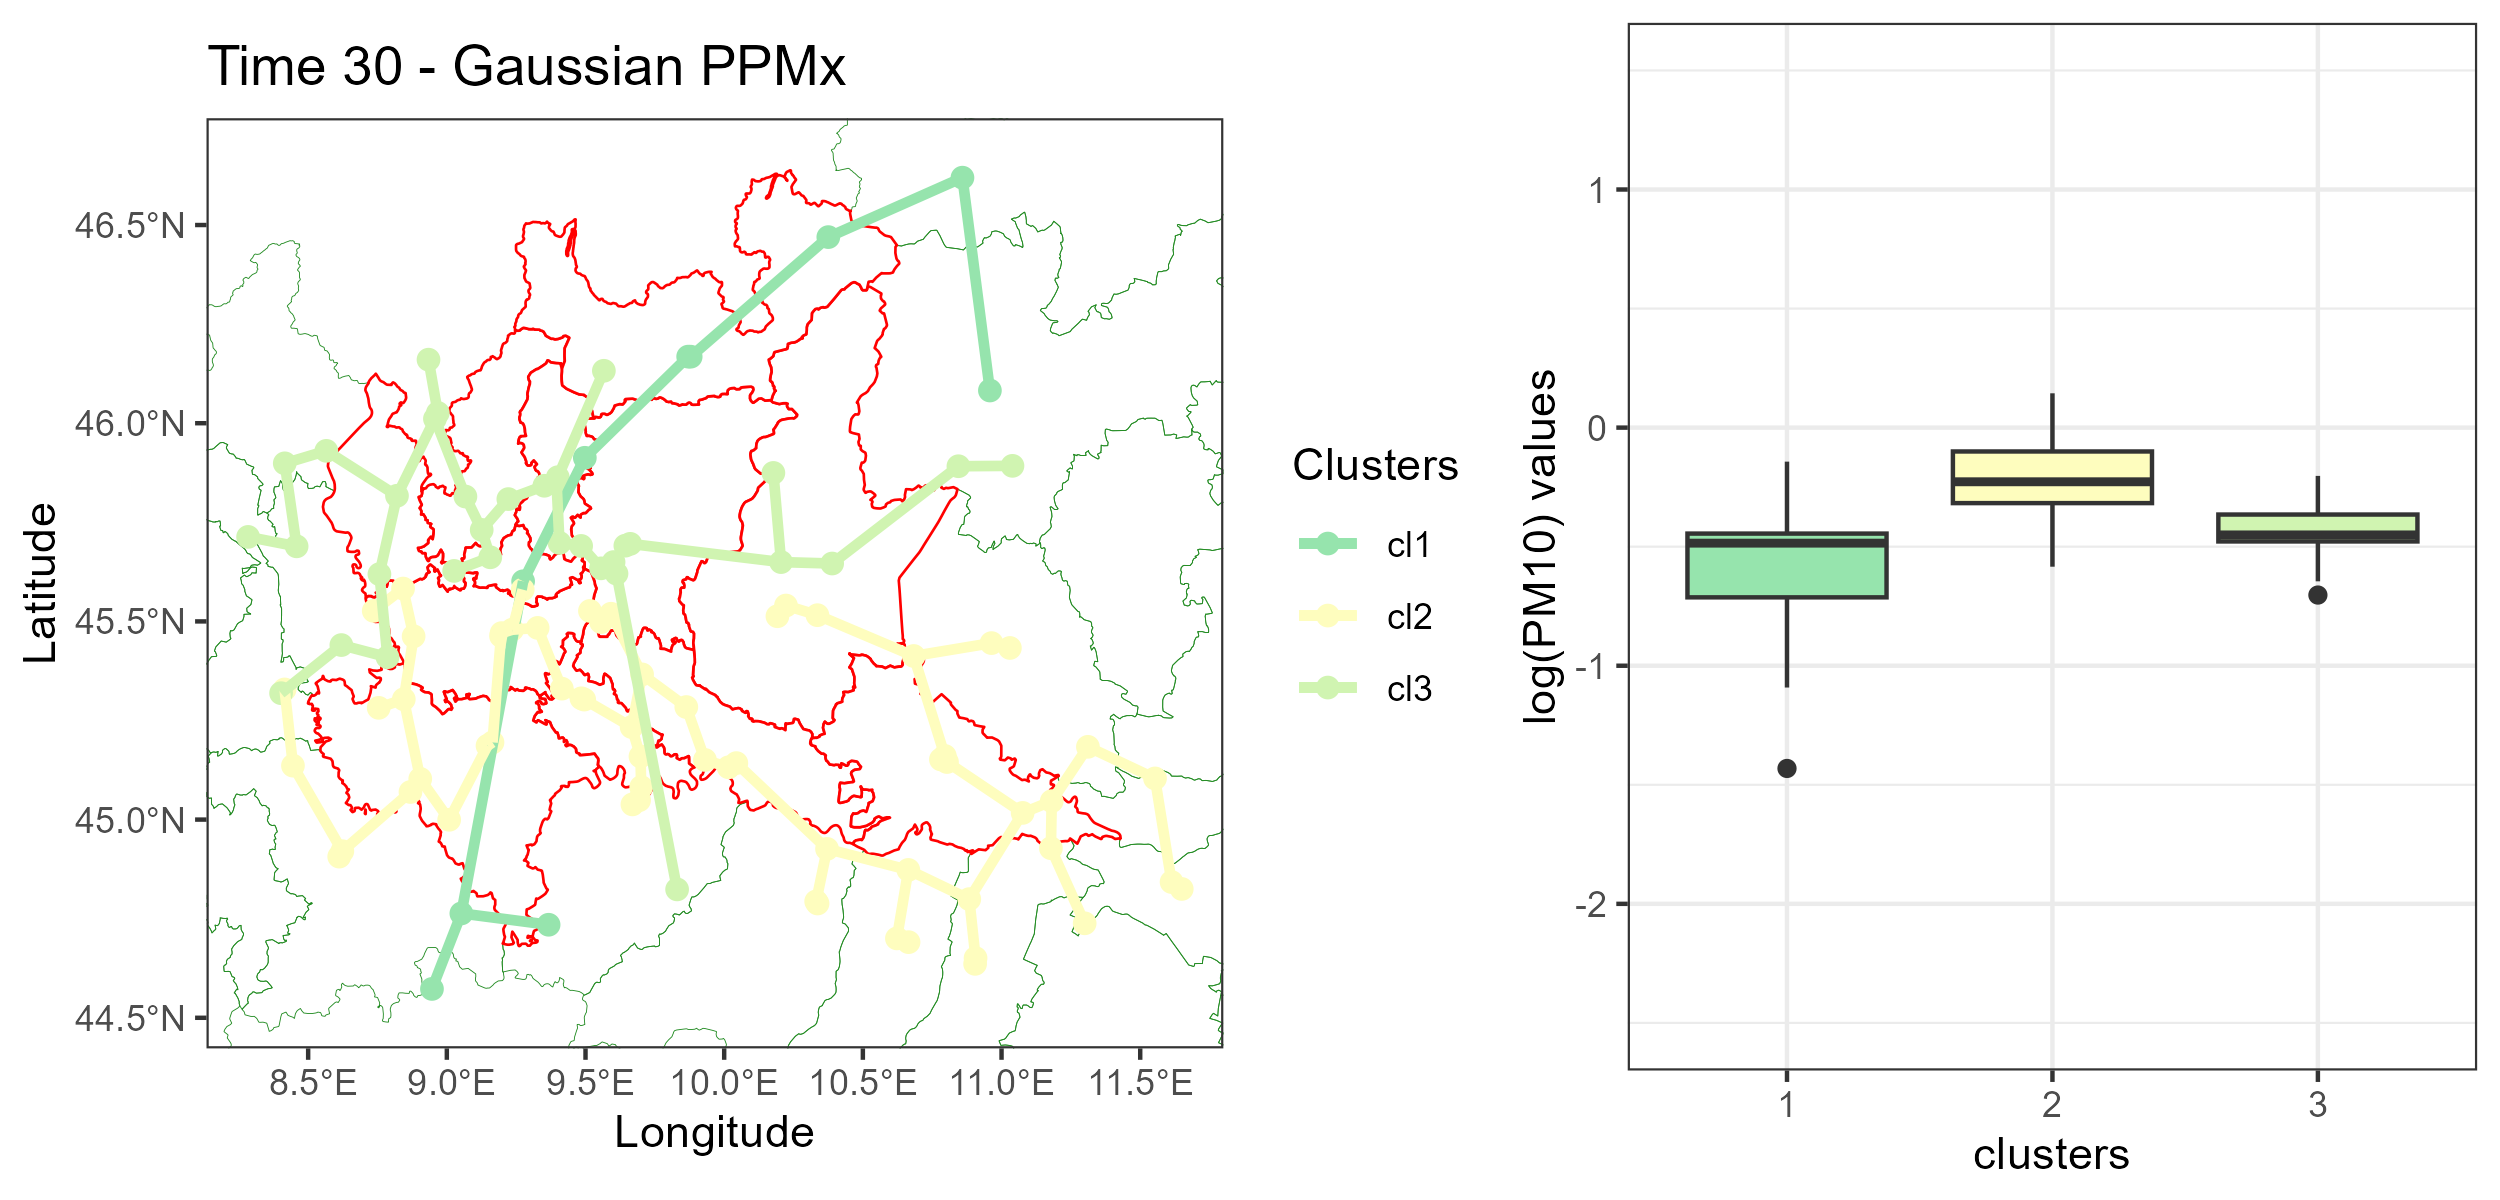 Time 30 - Gaussian PPMx
46.5°N
46.0°N
45.5°N
45.0°N
44.5°N
Latitude
8.5°E 9.0°E 9.5°E 10.0°E 10.5°E 11.0°E 11.5°E
Longitude
Clusters
cl1
cl2
cl3
log(PM10) values
1
0
-1
-2
1 2 3
clusters